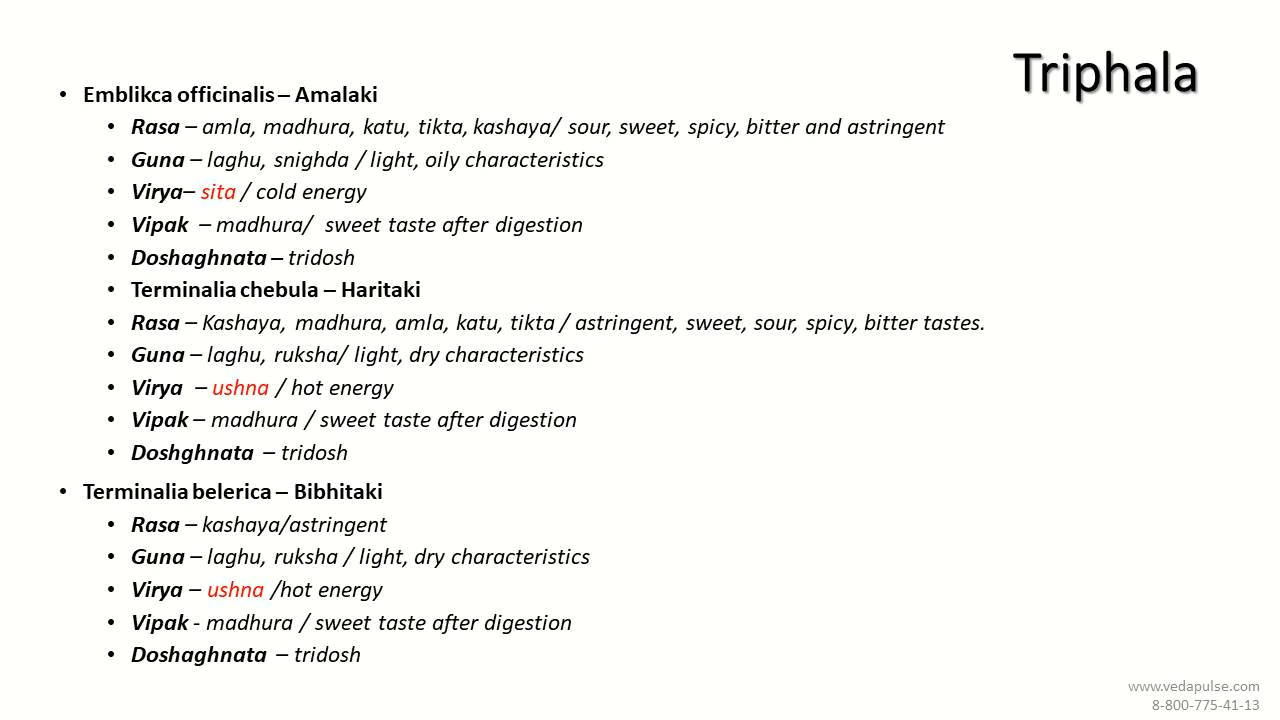 Triphala
• Emblikca officinalis – Amalaki
• Rasa – amla, madhura, katu, tikta, kashaya/ sour, sweet, spicy, bitter and astringent
• Guna – laghu, snighda / light, oily characteristics
• Virya– sita / cold energy
• Vipak – madhura/ sweet taste after digestion
• Doshaghnata – tridosh
• Terminalia chebula – Haritaki
• Rasa – Kashaya, madhura, amla, katu, tikta / astringent, sweet, sour, spicy, bitter tastes.
• Guna – laghu, ruksha/ light, dry characteristics
• Virya – ushna / hot energy
• Vipak – madhura / sweet taste after digestion
• Doshghnata – tridosh
• Terminalia belerica – Bibhitaki
• Rasa – kashaya/astringent
• Guna – laghu, ruksha / light, dry characteristics
• Virya – ushna /hot energy
• Vipak - madhura / sweet taste after digestion
• Doshaghnata – tridosh
www.vedapulse.com
8-800-775-41-13